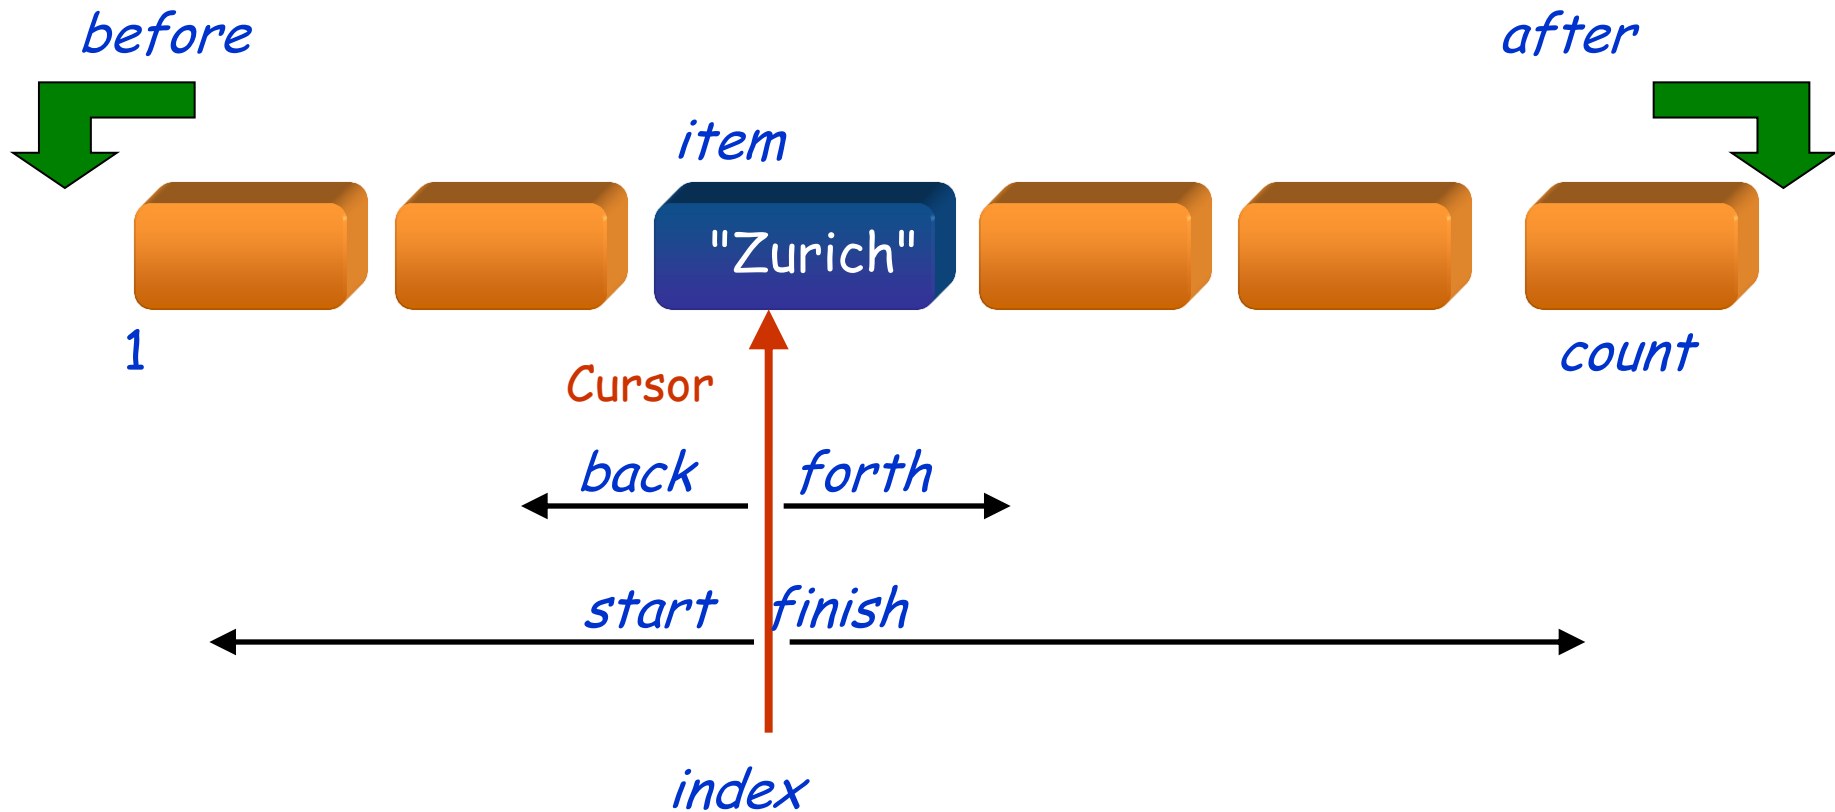 before
after
item
"Zurich"
1
count
Cursor
back
forth
start
finish
index